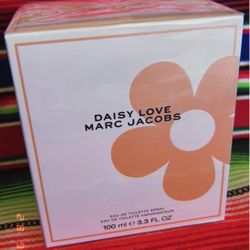 DAISY LOVE
MARC JACOBS
EAU DE TOILETTE SPRAY
EAU DE TOILETTE VAPORISATEUR
100 ml e 3.3 FL OZ